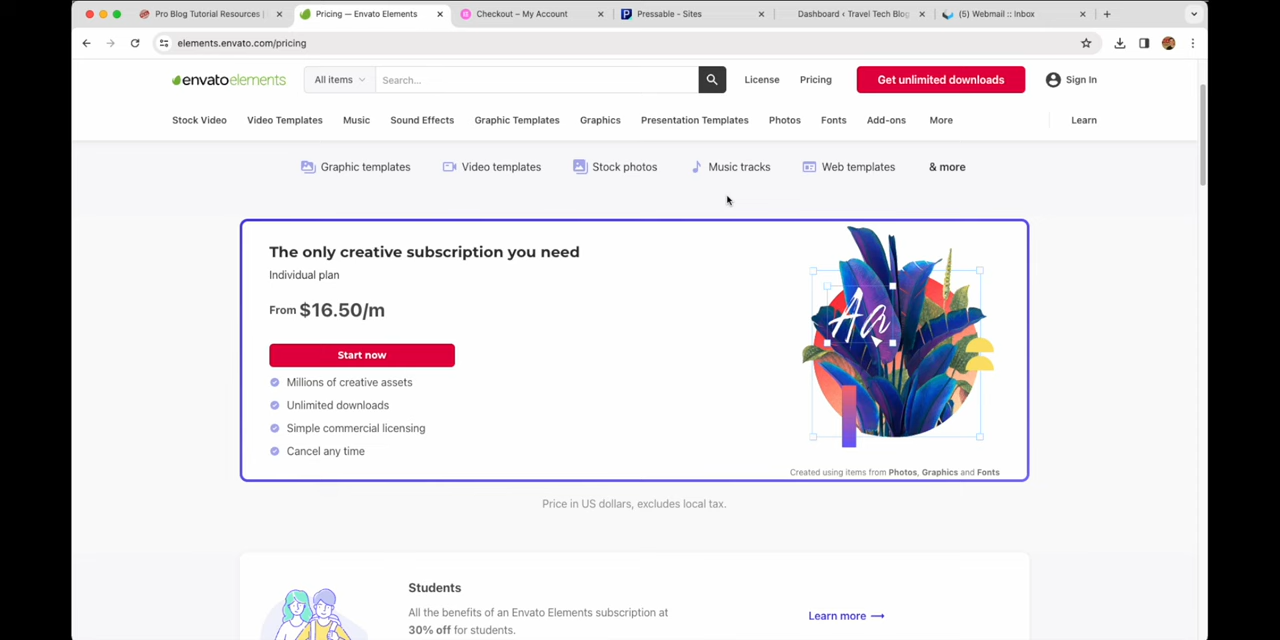 Pro Blog Tutorial Resources |
Pricing — Envato Elements
Checkout – My Account
Pressable - Sites
Dashboard ‹ Travel Tech Blog
(5) Webmail :: Inbox
elements.envato.com/pricing
envatoelements
All items
Search...
License
Pricing
Get unlimited downloads
Sign In
Stock Video
Video Templates
Music
Sound Effects
Graphic Templates
Graphics
Presentation Templates
Photos
Fonts
Add-ons
More
Learn
Graphic templates
Video templates
Stock photos
Music tracks
Web templates
& more
The only creative subscription you need
Individual plan
From $16.50/m
Start now
Millions of creative assets
Unlimited downloads
Simple commercial licensing
Cancel any time
Aa
Created using items from Photos, Graphics and Fonts
Price in US dollars, excludes local tax.
Students
All the benefits of an Envato Elements subscription at
30% off for students.
Learn more →